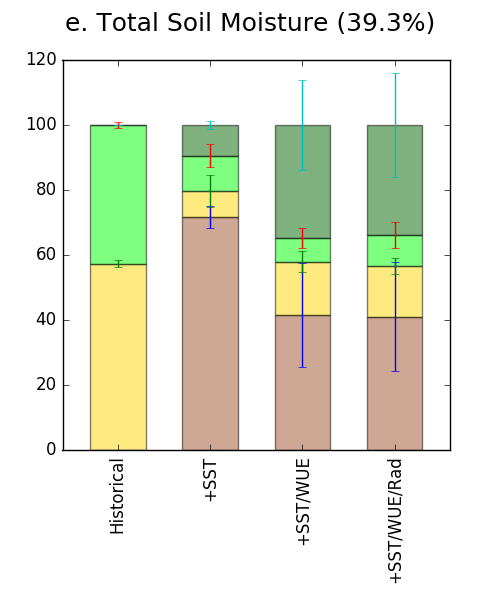 e. Total Soil Moisture (39.3%)
120
100
80
60
40
20
0
Historical
+SST
+SST/WUE
+SST/WUE/Rad